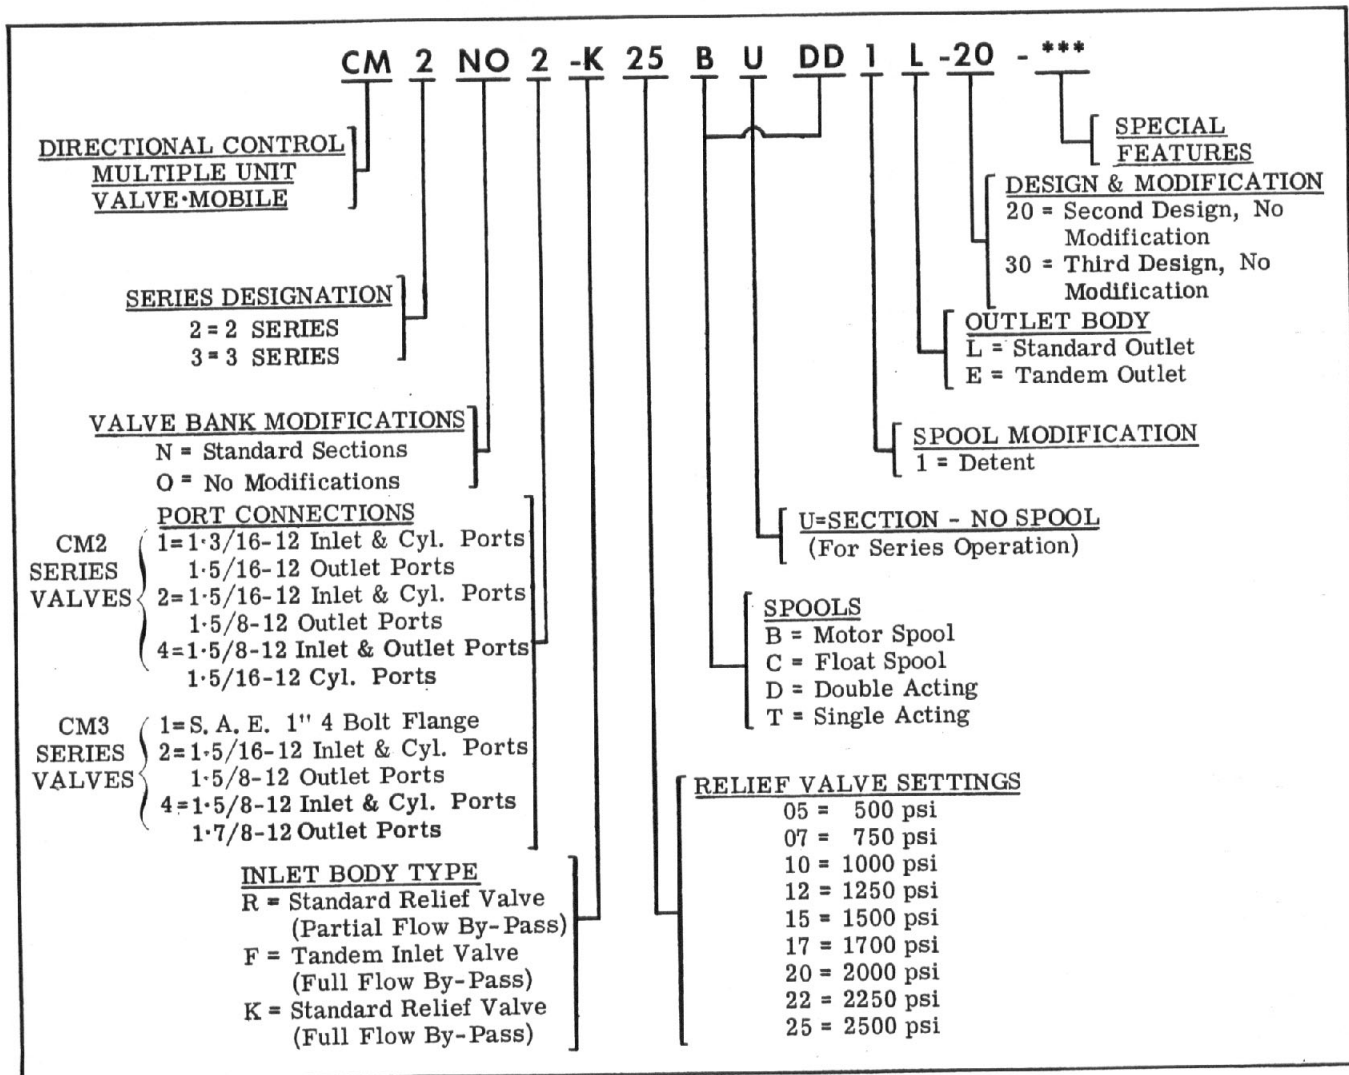 CM 2 NO 2 -K 25 B U DD 1 L -20 - ***
DIRECTIONAL CONTROL
MULTIPLE UNIT
VALVE·MOBILE
SERIES DESIGNATION
2 = 2 SERIES
3 = 3 SERIES
VALVE BANK MODIFICATIONS
N = Standard Sections
O = No Modifications
PORT CONNECTIONS
CM2
SERIES
VALVES
1=1·3/16-12 Inlet & Cyl. Ports
1·5/16-12 Outlet Ports
2=1·5/16-12 Inlet & Cyl. Ports
1·5/8-12 Outlet Ports
4=1·5/8-12 Inlet & Outlet Ports
1·5/16-12 Cyl. Ports
CM3
SERIES
VALVES
1=S. A. E. 1" 4 Bolt Flange
2=1·5/16-12 Inlet & Cyl. Ports
1·5/8-12 Outlet Ports
4=1·5/8-12 Inlet & Cyl. Ports
1·7/8-12 Outlet Ports
INLET BODY TYPE
R = Standard Relief Valve
(Partial Flow By-Pass)
F = Tandem Inlet Valve
(Full Flow By-Pass)
K = Standard Relief Valve
(Full Flow By-Pass)
SPECIAL
FEATURES
DESIGN & MODIFICATION
20 = Second Design, No
Modification
30 = Third Design, No
Modification
OUTLET BODY
L = Standard Outlet
E = Tandem Outlet
SPOOL MODIFICATION
1 = Detent
U=SECTION - NO SPOOL
(For Series Operation)
SPOOLS
B = Motor Spool
C = Float Spool
D = Double Acting
T = Single Acting
RELIEF VALVE SETTINGS
05 = 500 psi
07 = 750 psi
10 = 1000 psi
12 = 1250 psi
15 = 1500 psi
17 = 1700 psi
20 = 2000 psi
22 = 2250 psi
25 = 2500 psi